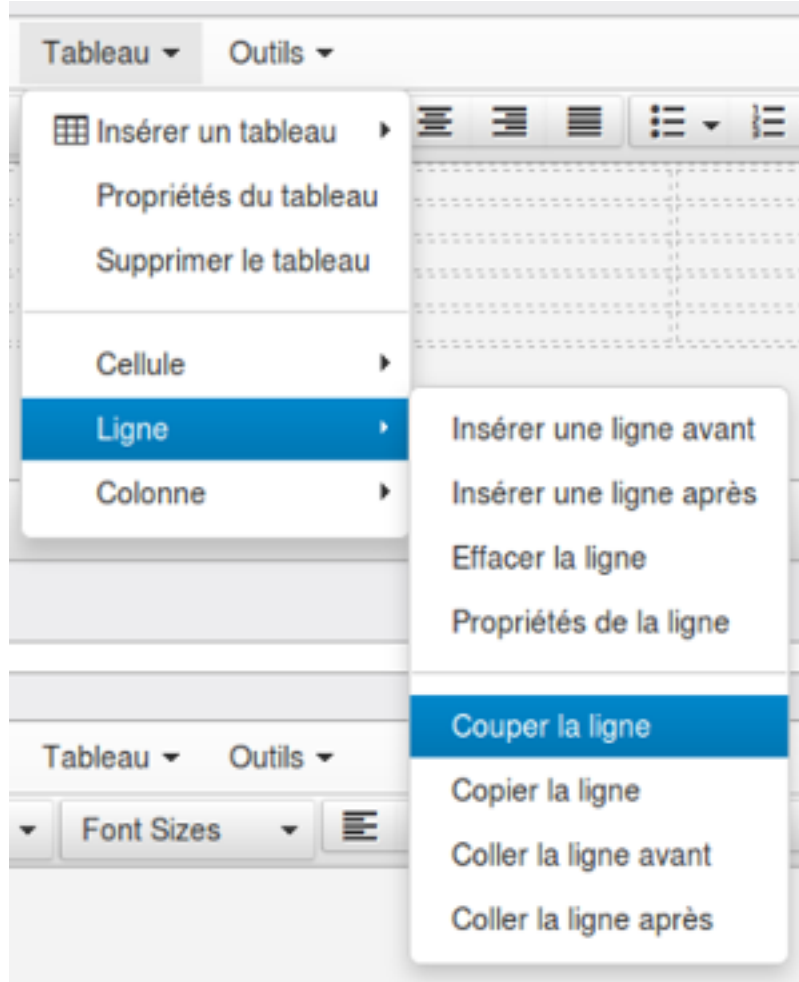 Tableau Outils
Insérer un tableau
Propriétés du tableau
Supprimer le tableau
Cellule
Ligne
Colonne
Insérer une ligne avant
Insérer une ligne après
Effacer la ligne
Propriétés de la ligne
Couper la ligne
Copier la ligne
Coller la ligne avant
Coller la ligne après
Tableau Outils
Font Sizes